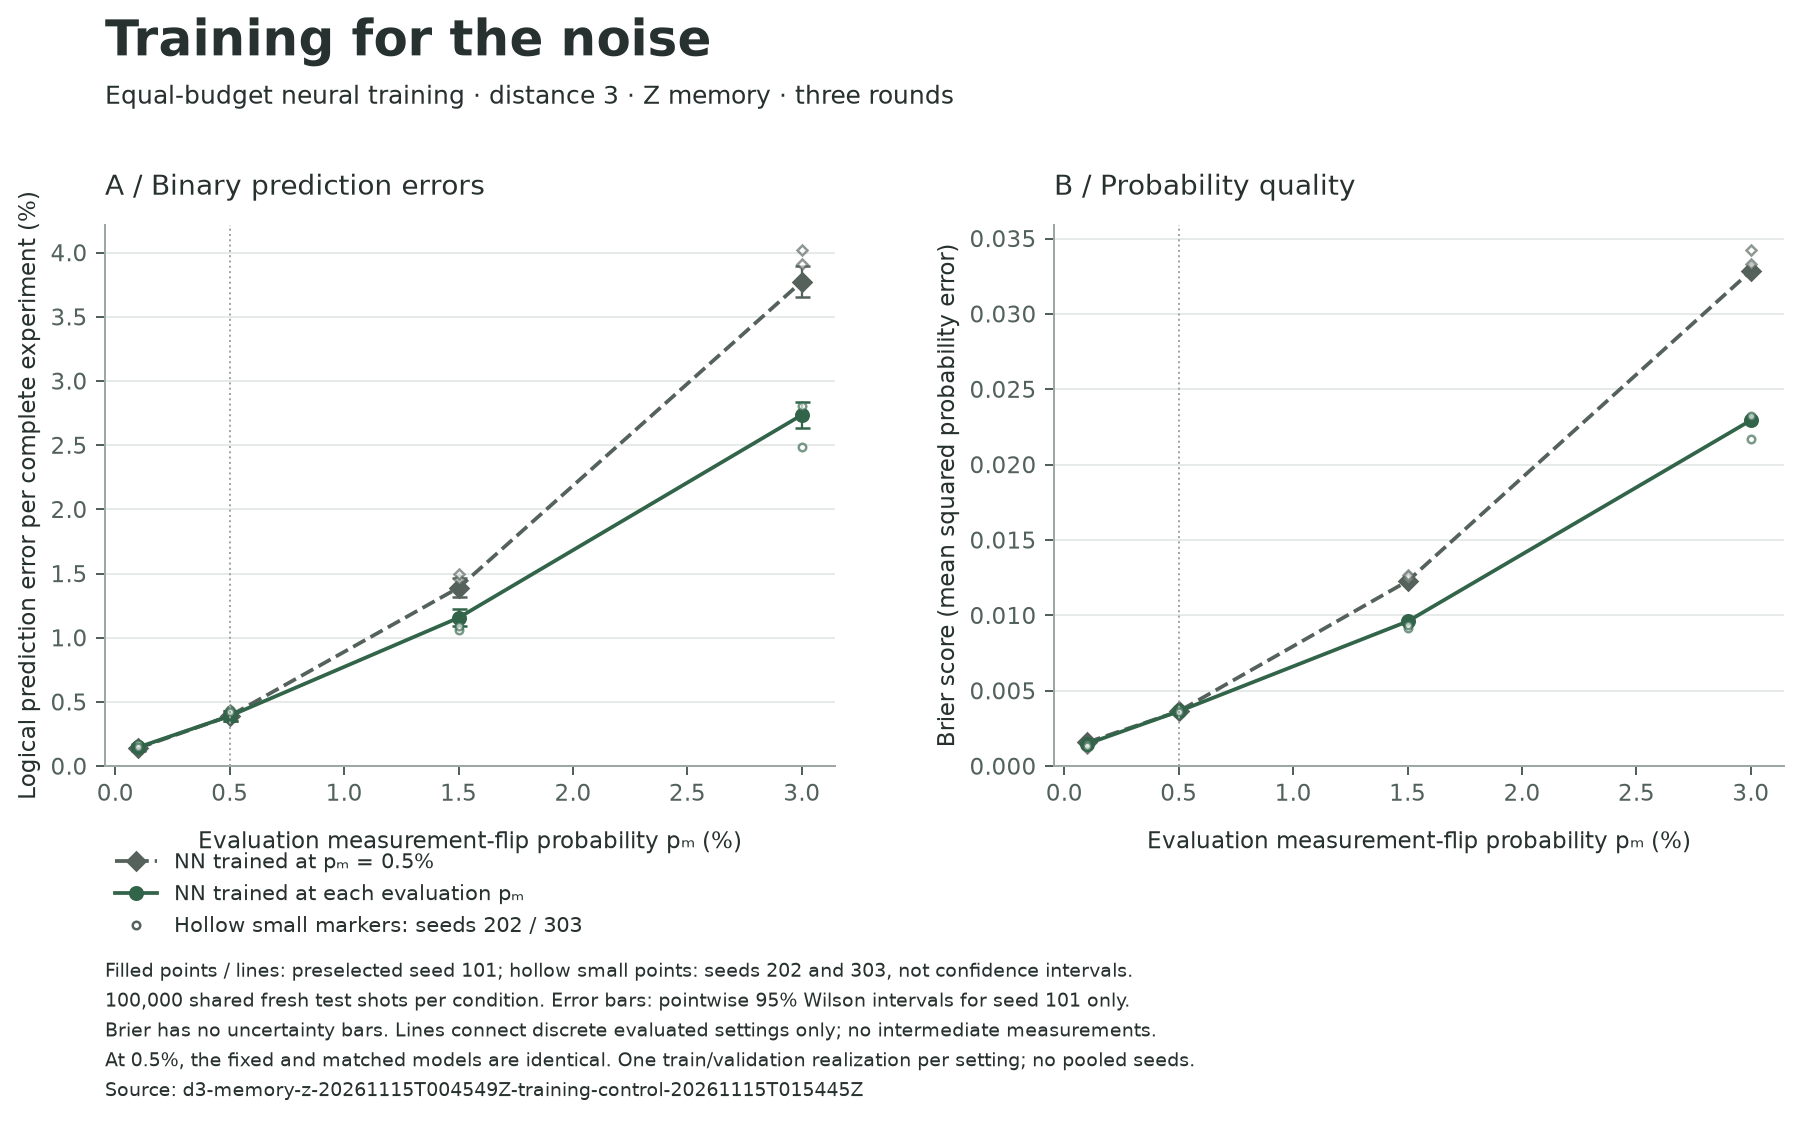 Training for the noise
Equal-budget neural training · distance 3 · Z memory · three rounds
A / Binary prediction errors
Logical prediction error per complete experiment (%)
4.0
3.5
3.0
2.5
2.0
1.5
1.0
0.5
0.0
0.0 0.5 1.0 1.5 2.0 2.5 3.0
Evaluation measurement-flip probability pₘ (%)
B / Probability quality
Brier score (mean squared probability error)
0.035
0.030
0.025
0.020
0.015
0.010
0.005
0.000
0.0 0.5 1.0 1.5 2.0 2.5 3.0
Evaluation measurement-flip probability pₘ (%)
NN trained at pₘ = 0.5%
NN trained at each evaluation pₘ
Hollow small markers: seeds 202 / 303
Filled points / lines: preselected seed 101; hollow small points: seeds 202 and 303, not confidence intervals.
100,000 shared fresh test shots per condition. Error bars: pointwise 95% Wilson intervals for seed 101 only.
Brier has no uncertainty bars. Lines connect discrete evaluated settings only; no intermediate measurements.
At 0.5%, the fixed and matched models are identical. One train/validation realization per setting; no pooled seeds.
Source: d3-memory-z-20261115T004549Z-training-control-20261115T015445Z